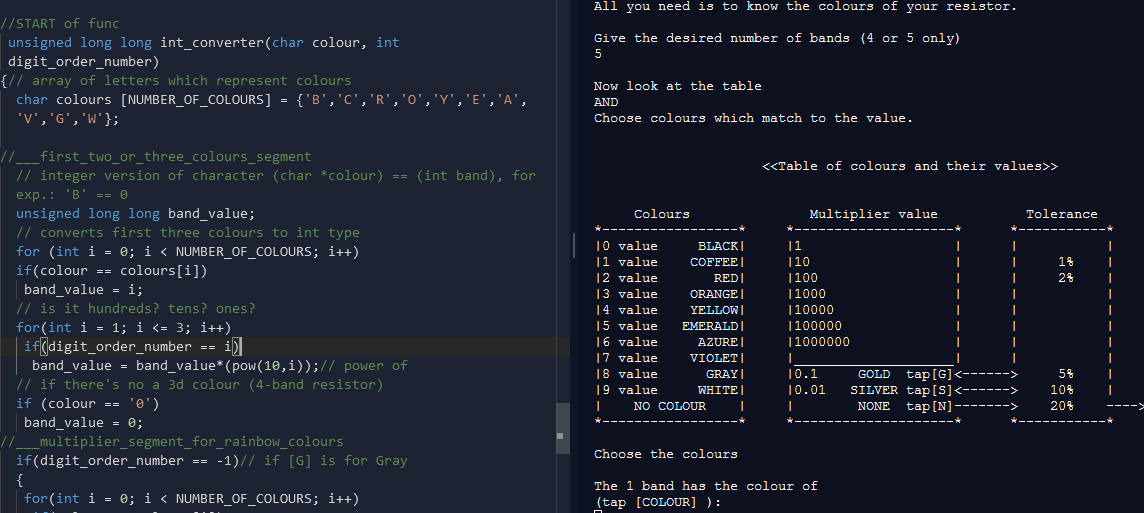 //START of func
unsigned long long int_converter(char colour, int
digit_order_number)
{// array of letters which represent colours
char colours [NUMBER_OF_COLOURS] = {'B','C','R','O','Y','E','A',
'V','G','W'};
//___first_two_or_three_colours_segment
// integer version of character (char *colour) == (int band), for
exp.: 'B' == 0
unsigned long long band_value;
// converts first three colours to int type
for (int i = 0; i < NUMBER_OF_COLOURS; i++)
if(colour == colours[i])
band_value = i;
// is it hundreds? tens? ones?
for(int i = 1; i <= 3; i++)
if(digit_order_number == i)
band_value = band_value*(pow(10,i));// power of
// if there's no a 3d colour (4-band resistor)
if (colour == '0')
band_value = 0;
//___multiplier_segment_for_rainbow_colours
if(digit_order_number == -1)// if [G] is for Gray
{
for(int i = 0; i < NUMBER_OF_COLOURS; i++)
All you need is to know the colours of your resistor.
Give the desired number of bands (4 or 5 only)
5
Now look at the table
AND
Choose colours which match to the value.
<<Table of colours and their values>>
Colours Multiplier value Tolerance
*-----------------* *--------------------* *-----------*
|0 value BLACK| |1 | | |
|1 value COFFEE| |10 | | 1% |
|2 value RED| |100 | | 2% |
|3 value ORANGE| |1000 | | |
|4 value YELLOW| |10000 | | |
|5 value EMERALD| |100000 | | |
|6 value AZURE| |1000000 | | |
|7 value VIOLET| |____________________| | |
|8 value GRAY| |0.1 GOLD tap[G]<------> 5% |
|9 value WHITE| |0.01 SILVER tap[S]<------> 10% |
| NO COLOUR | | NONE tap[N]-------> 20% ---->
*-----------------* *--------------------* *-----------*
Choose the colours
The 1 band has the colour of
(tap [COLOUR] ):